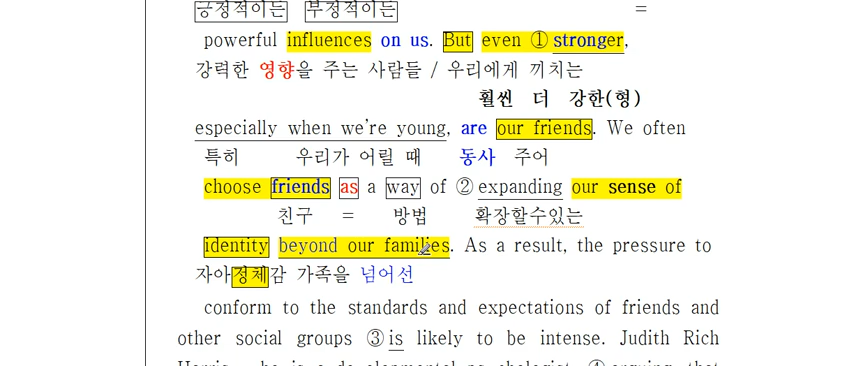 긍정적이든 부정적이든 =
powerful influences on us. But even ① stronger,
강력한 영향을 주는 사람들 / 우리에게 끼치는
훨씬 더 강한(형)
especially when we're young, are our friends. We often
특히 우리가 어릴 때 동사 주어
choose friends as a way of ② expanding our sense of
친구 = 방법 확장할수있는
identity beyond our families. As a result, the pressure to
자아정체감 가족을 넘어선
conform to the standards and expectations of friends and
other social groups ③ is likely to be intense. Judith Rich
④ arguing that